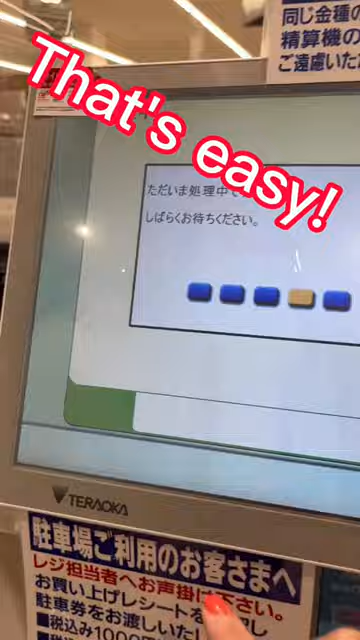 同じ金種の
精算機の
ご遠慮いた
That's easy!
ただいま処理中で
しばらくお待ちください。
TERAOKA
駐車場ご利用のお客さまへ
レジ担当者へお声掛け下さい。
お買い上げレシートを
駐車券をお渡しいた
■税込み1000